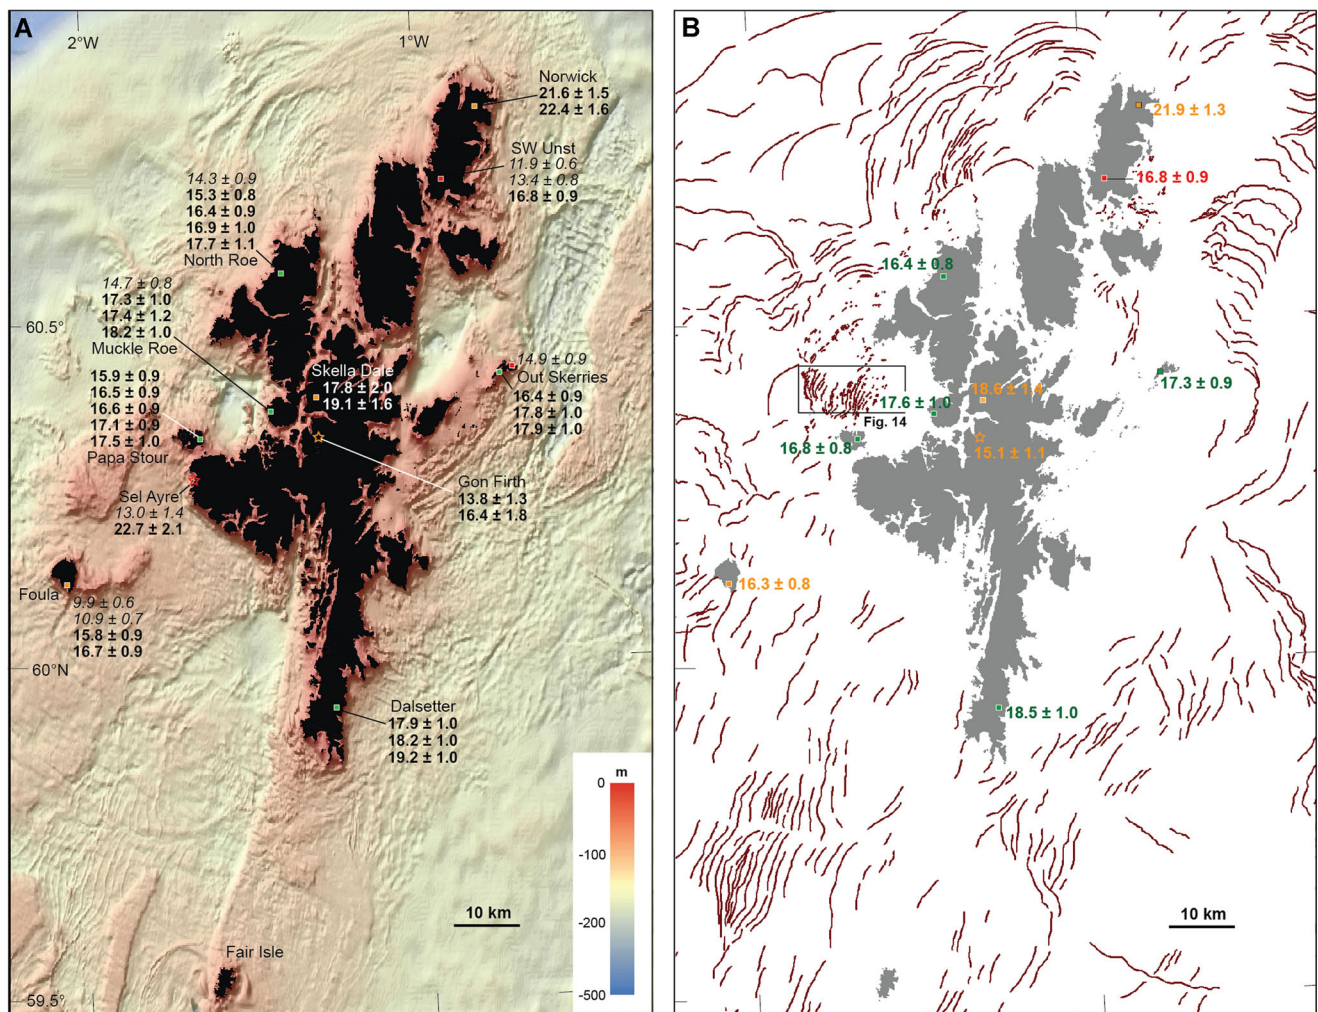 A
2°W
1°W
Norwick
21.6 ± 1.5
22.4 ± 1.6
SW Unst
11.9 ± 0.6
13.4 ± 0.8
16.8 ± 0.9
14.3 ± 0.9
15.3 ± 0.8
16.4 ± 0.9
16.9 ± 1.0
17.7 ± 1.1
North Roe
14.7 ± 0.8
17.3 ± 1.0
17.4 ± 1.2
18.2 ± 1.0
Muckle Roe
60.5°
15.9 ± 0.9
16.5 ± 0.9
16.6 ± 0.9
17.1 ± 0.9
17.5 ± 1.0
Papa Stour
Skella Dale
17.8 ± 2.0
19.1 ± 1.6
14.9 ± 0.9
Out Skerries
16.4 ± 0.9
17.8 ± 1.0
17.9 ± 1.0
Gon Firth
13.8 ± 1.3
16.4 ± 1.8
Sel Ayre
13.0 ± 1.4
22.7 ± 2.1
Foula
9.9 ± 0.6
10.9 ± 0.7
15.8 ± 0.9
16.7 ± 0.9
60°N
Dalsetter
17.9 ± 1.0
18.2 ± 1.0
19.2 ± 1.0
m
0
-100
-200
-500
10 km
Fair Isle
59.5°
B
21.9 ± 1.3
16.8 ± 0.9
16.4 ± 0.8
17.3 ± 0.9
18.6 ± 1.4
17.6 ± 1.0
Fig. 14
16.8 ± 0.8
15.1 ± 1.1
16.3 ± 0.8
18.5 ± 1.0
10 km